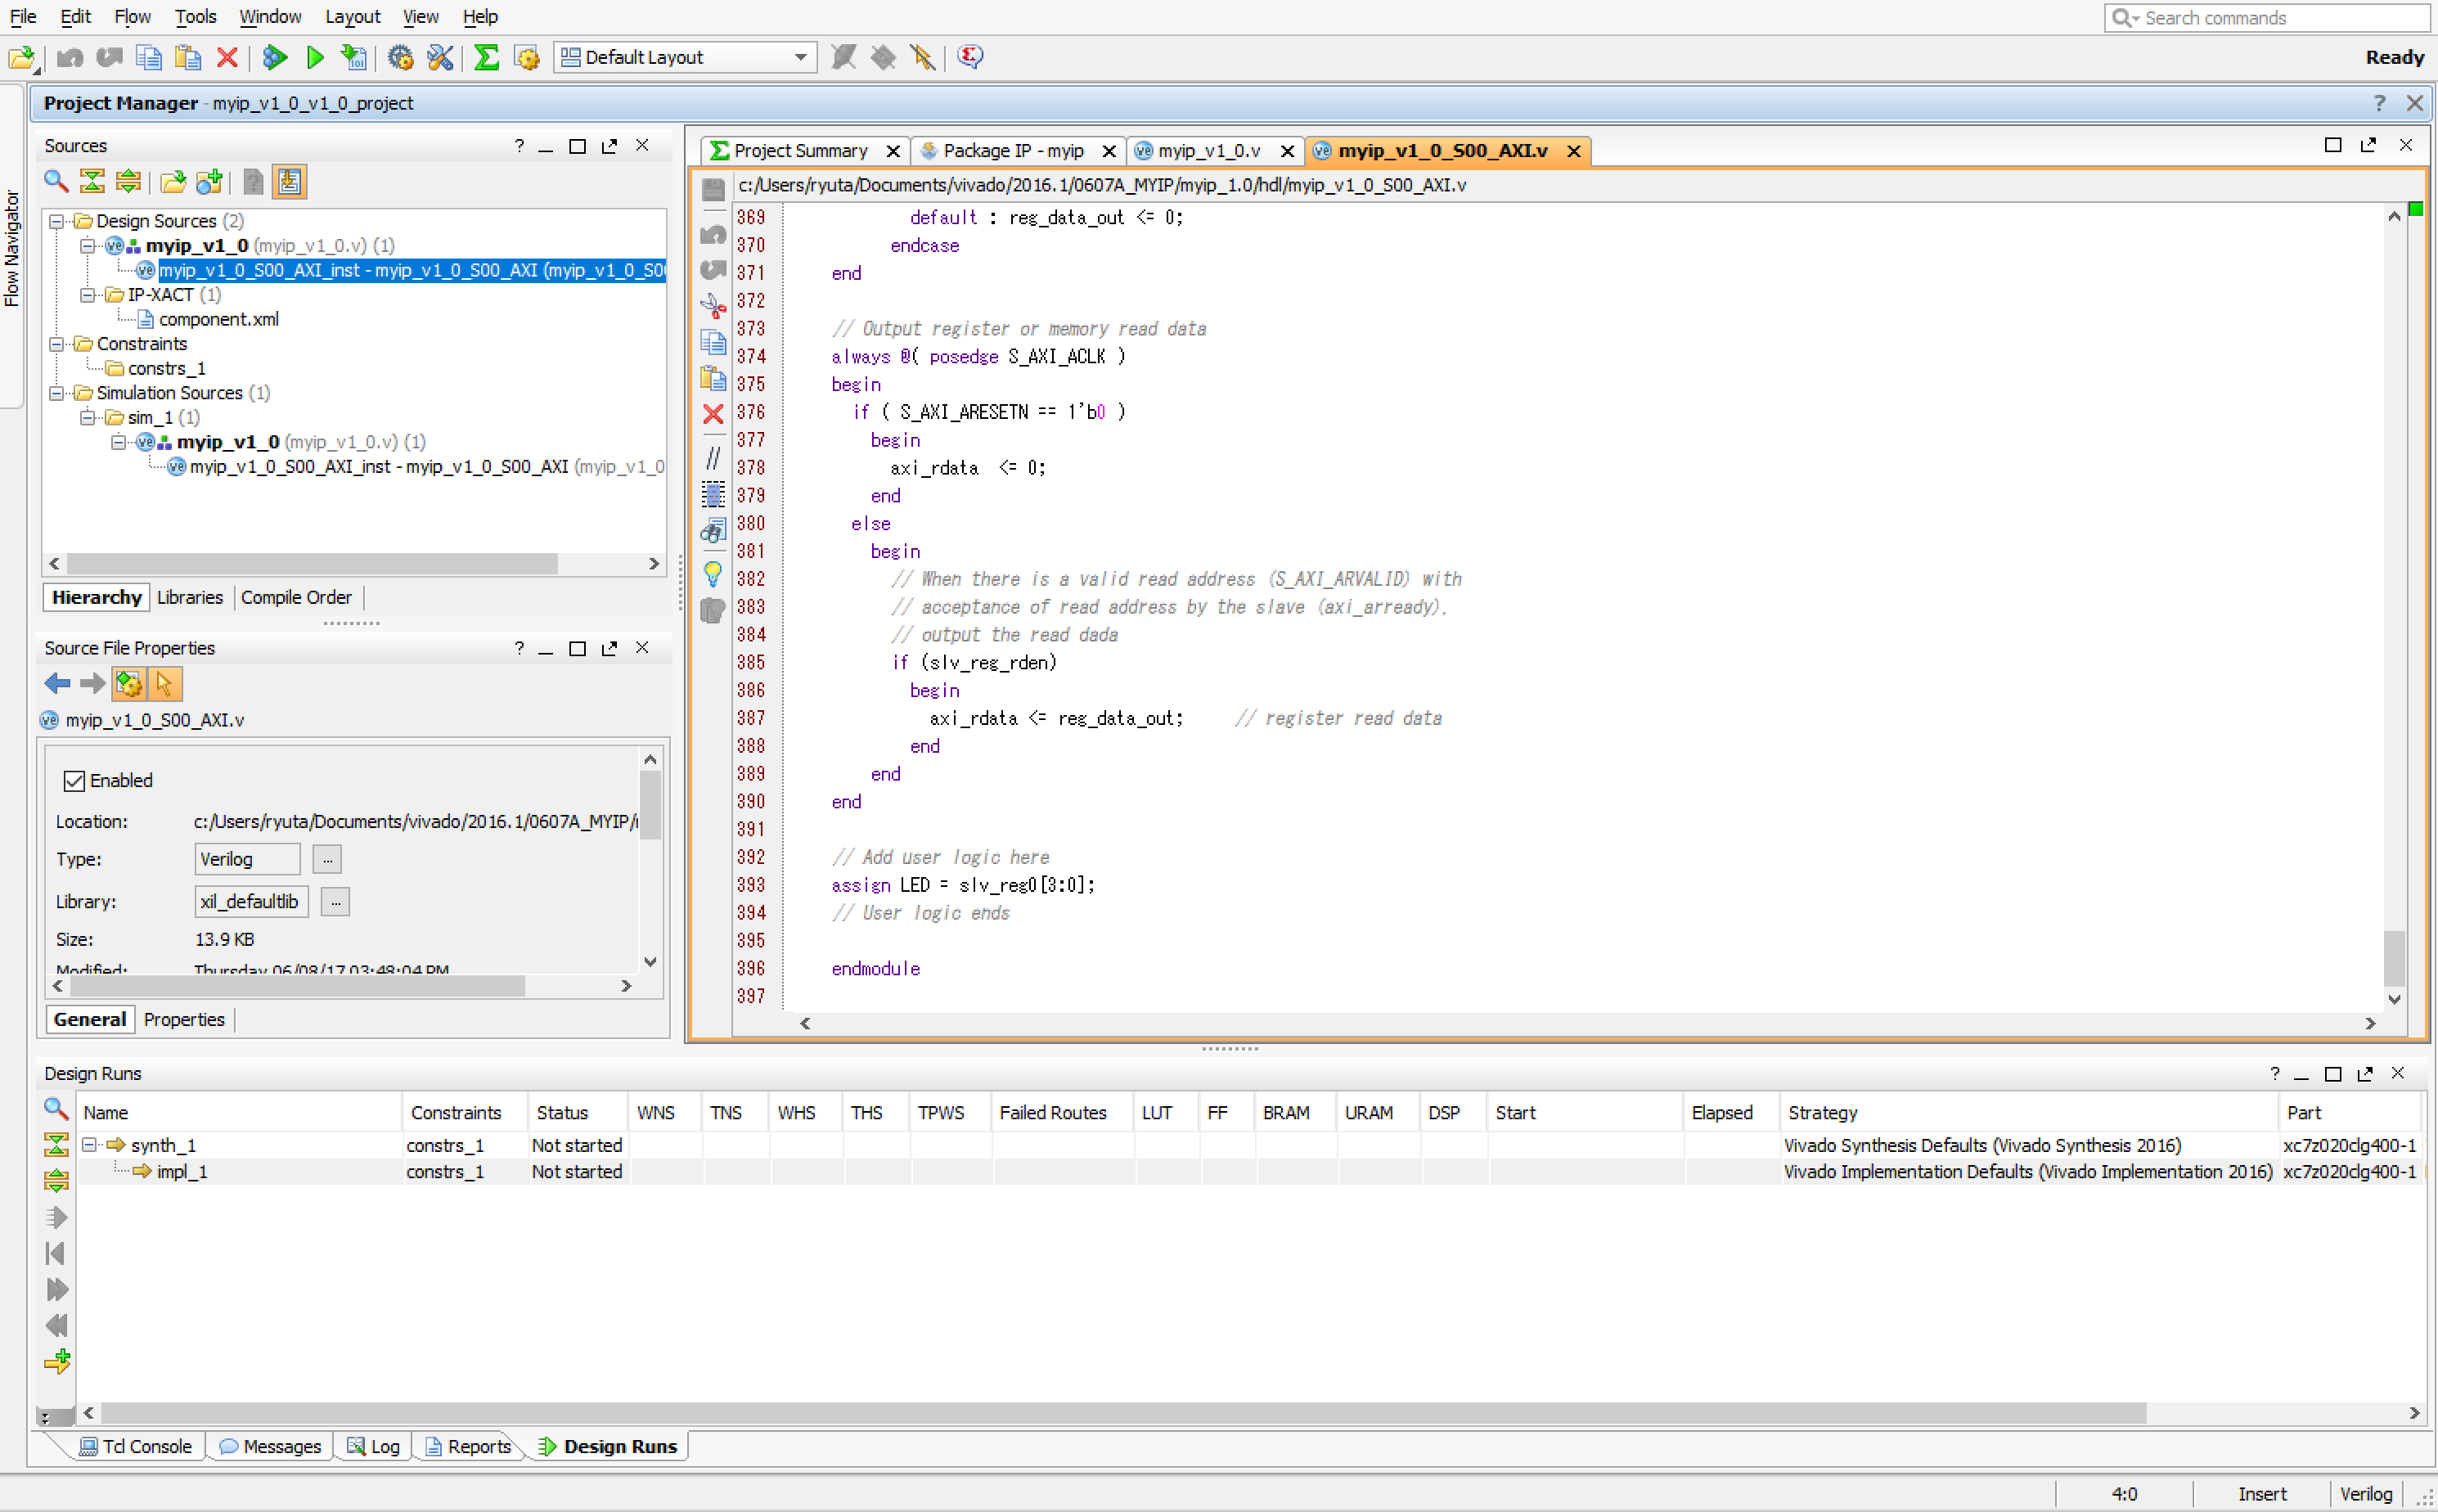 File Edit Flow Tools Window Layout View Help
Search commands
Default Layout
Ready
Flow Navigator
Project Manager - myip_v1_0_v1_0_project
Sources
Design Sources (2)
myip_v1_0 (myip_v1_0.v) (1)
myip_v1_0_S00_AXI_inst - myip_v1_0_S00_AXI (myip_v1_0_S00
IP-XACT (1)
component.xml
Constraints
constrs_1
Simulation Sources (1)
sim_1 (1)
myip_v1_0 (myip_v1_0.v) (1)
myip_v1_0_S00_AXI_inst - myip_v1_0_S00_AXI (myip_v1_0
Hierarchy Libraries Compile Order
Source File Properties
myip_v1_0_S00_AXI.v
Enabled
Location: c:/Users/ryuta/Documents/vivado/2016.1/0607A_MYIP/
Type: Verilog ...
Library: xil_defaultlib ...
Size: 13.9 KB
Modified: Thursday 06/08/17 03:48:04 PM
General Properties
Project Summary Package IP - myip myip_v1_0.v myip_v1_0_S00_AXI.v
c:/Users/ryuta/Documents/vivado/2016.1/0607A_MYIP/myip_1.0/hdl/myip_v1_0_S00_AXI.v
369 default : reg_data_out <= 0;
370 endcase
371 end
372
373 // Output register or memory read data
374 always @( posedge S_AXI_ACLK )
375 begin
376 if ( S_AXI_ARESETN == 1'b0 )
377 begin
378 axi_rdata <= 0;
379 end
380 else
381 begin
382 // When there is a valid read address (S_AXI_ARVALID) with
383 // acceptance of read address by the slave (axi_arready),
384 // output the read dada
385 if (slv_reg_rden)
386 begin
387 axi_rdata <= reg_data_out; // register read data
388 end
389 end
390 end
391
392 // Add user logic here
393 assign LED = slv_reg0[3:0];
394 // User logic ends
395
396 endmodule
397
Design Runs
Name Constraints Status WNS TNS WHS THS TPWS Failed Routes LUT FF BRAM URAM DSP Start Elapsed Strategy Part
synth_1 constrs_1 Not started Vivado Synthesis Defaults (Vivado Synthesis 2016) xc7z020clg400-1
impl_1 constrs_1 Not started Vivado Implementation Defaults (Vivado Implementation 2016) xc7z020clg400-1
Tcl Console Messages Log Reports Design Runs
4:0 Insert Verilog